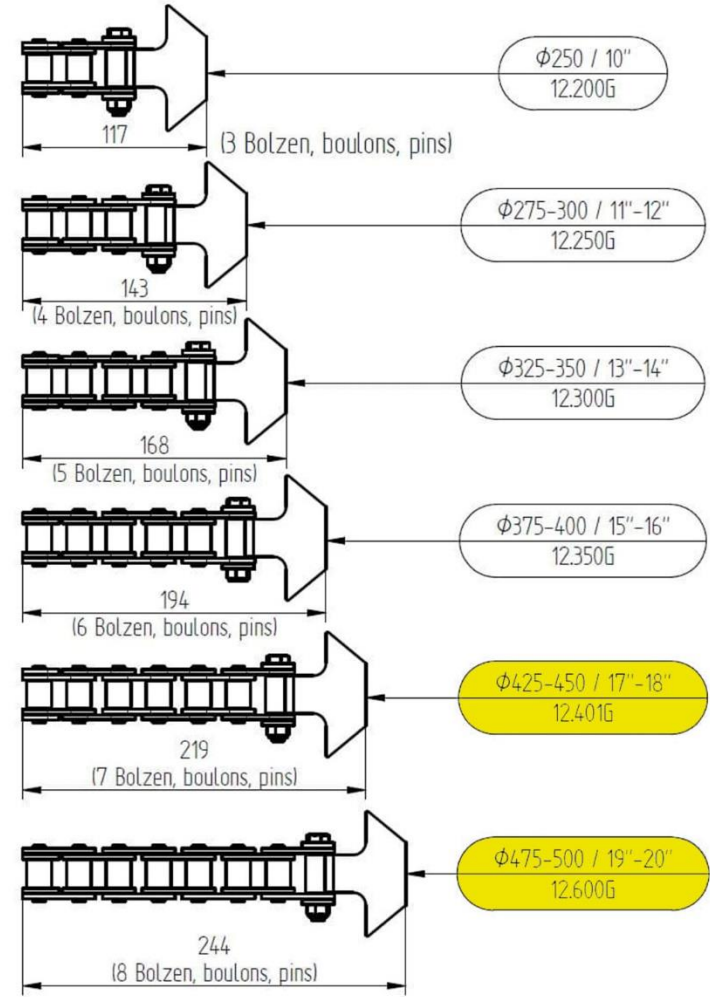 Φ250 / 10"
12.200G
117
(3 Bolzen, boulons, pins)
Φ275-300 / 11"-12"
12.250G
143
(4 Bolzen, boulons, pins)
Φ325-350 / 13"-14"
12.300G
168
(5 Bolzen, boulons, pins)
Φ375-400 / 15"-16"
12.350G
194
(6 Bolzen, boulons, pins)
Φ425-450 / 17"-18"
12.401G
219
(7 Bolzen, boulons, pins)
Φ475-500 / 19"-20"
12.600G
244
(8 Bolzen, boulons, pins)